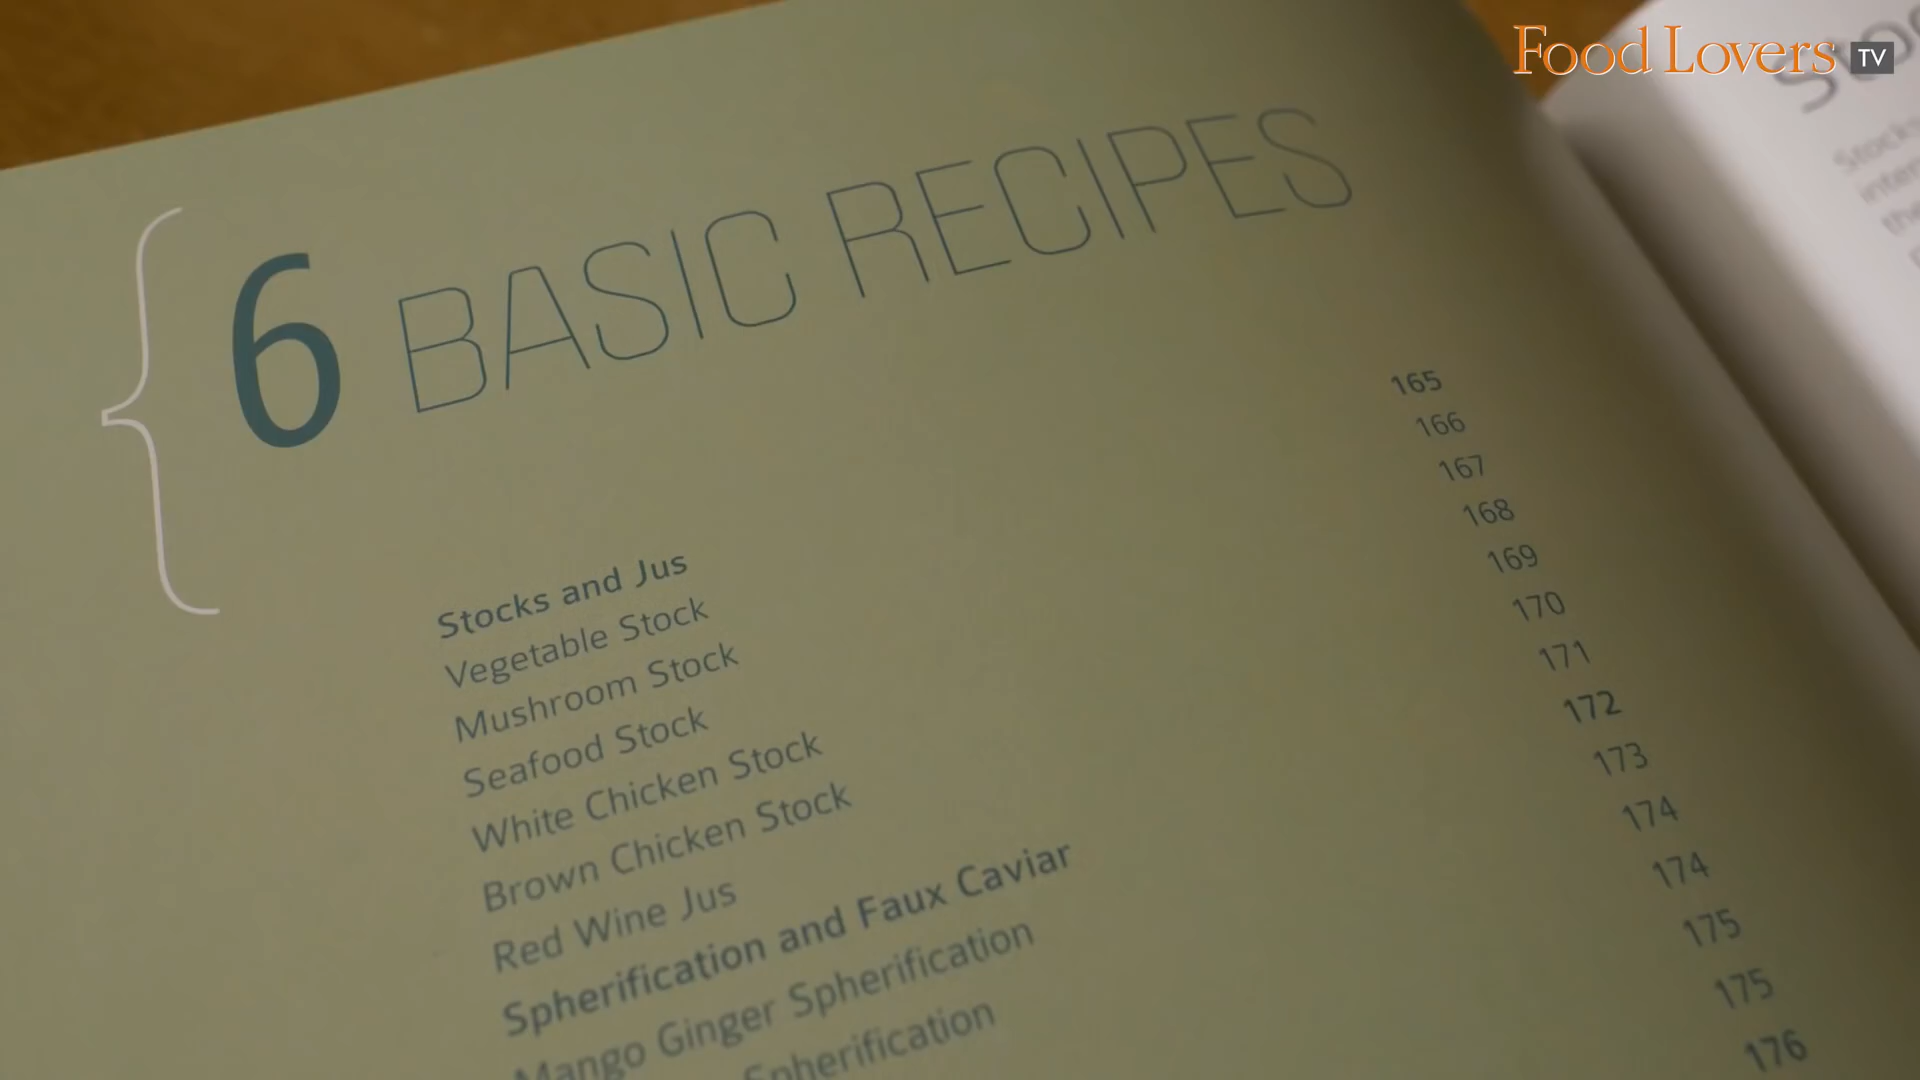 Food Lovers TV
6 BASIC RECIPES
Stocks and Jus 165
Vegetable Stock 166
Mushroom Stock 167
Seafood Stock 168
White Chicken Stock 169
Brown Chicken Stock 170
Red Wine Jus 171
Spherification and Faux Caviar 172
Mango Ginger Spherification 173
Spherification 174
174
175
175
176
Stocks